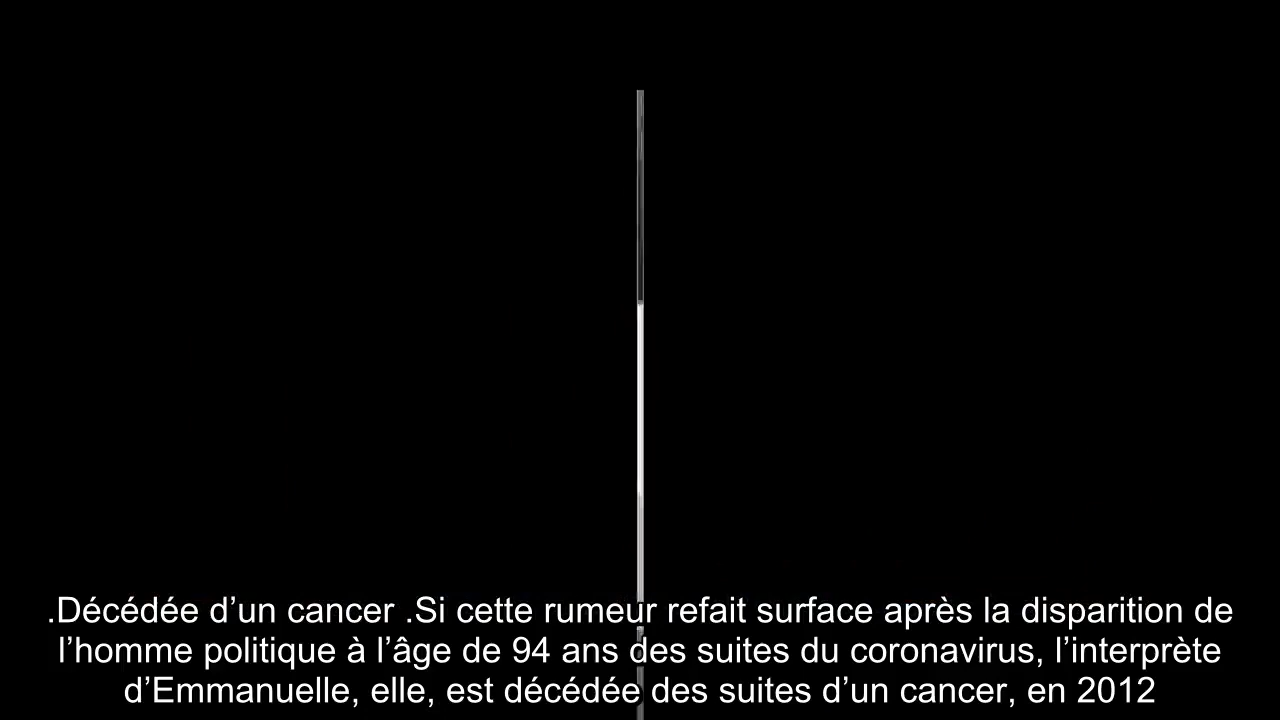 .Décédée d’un cancer .Si cette rumeur refait surface après la disparition de
l’homme politique à l’âge de 94 ans des suites du coronavirus, l’interprète
d’Emmanuelle, elle, est décédée des suites d’un cancer, en 2012